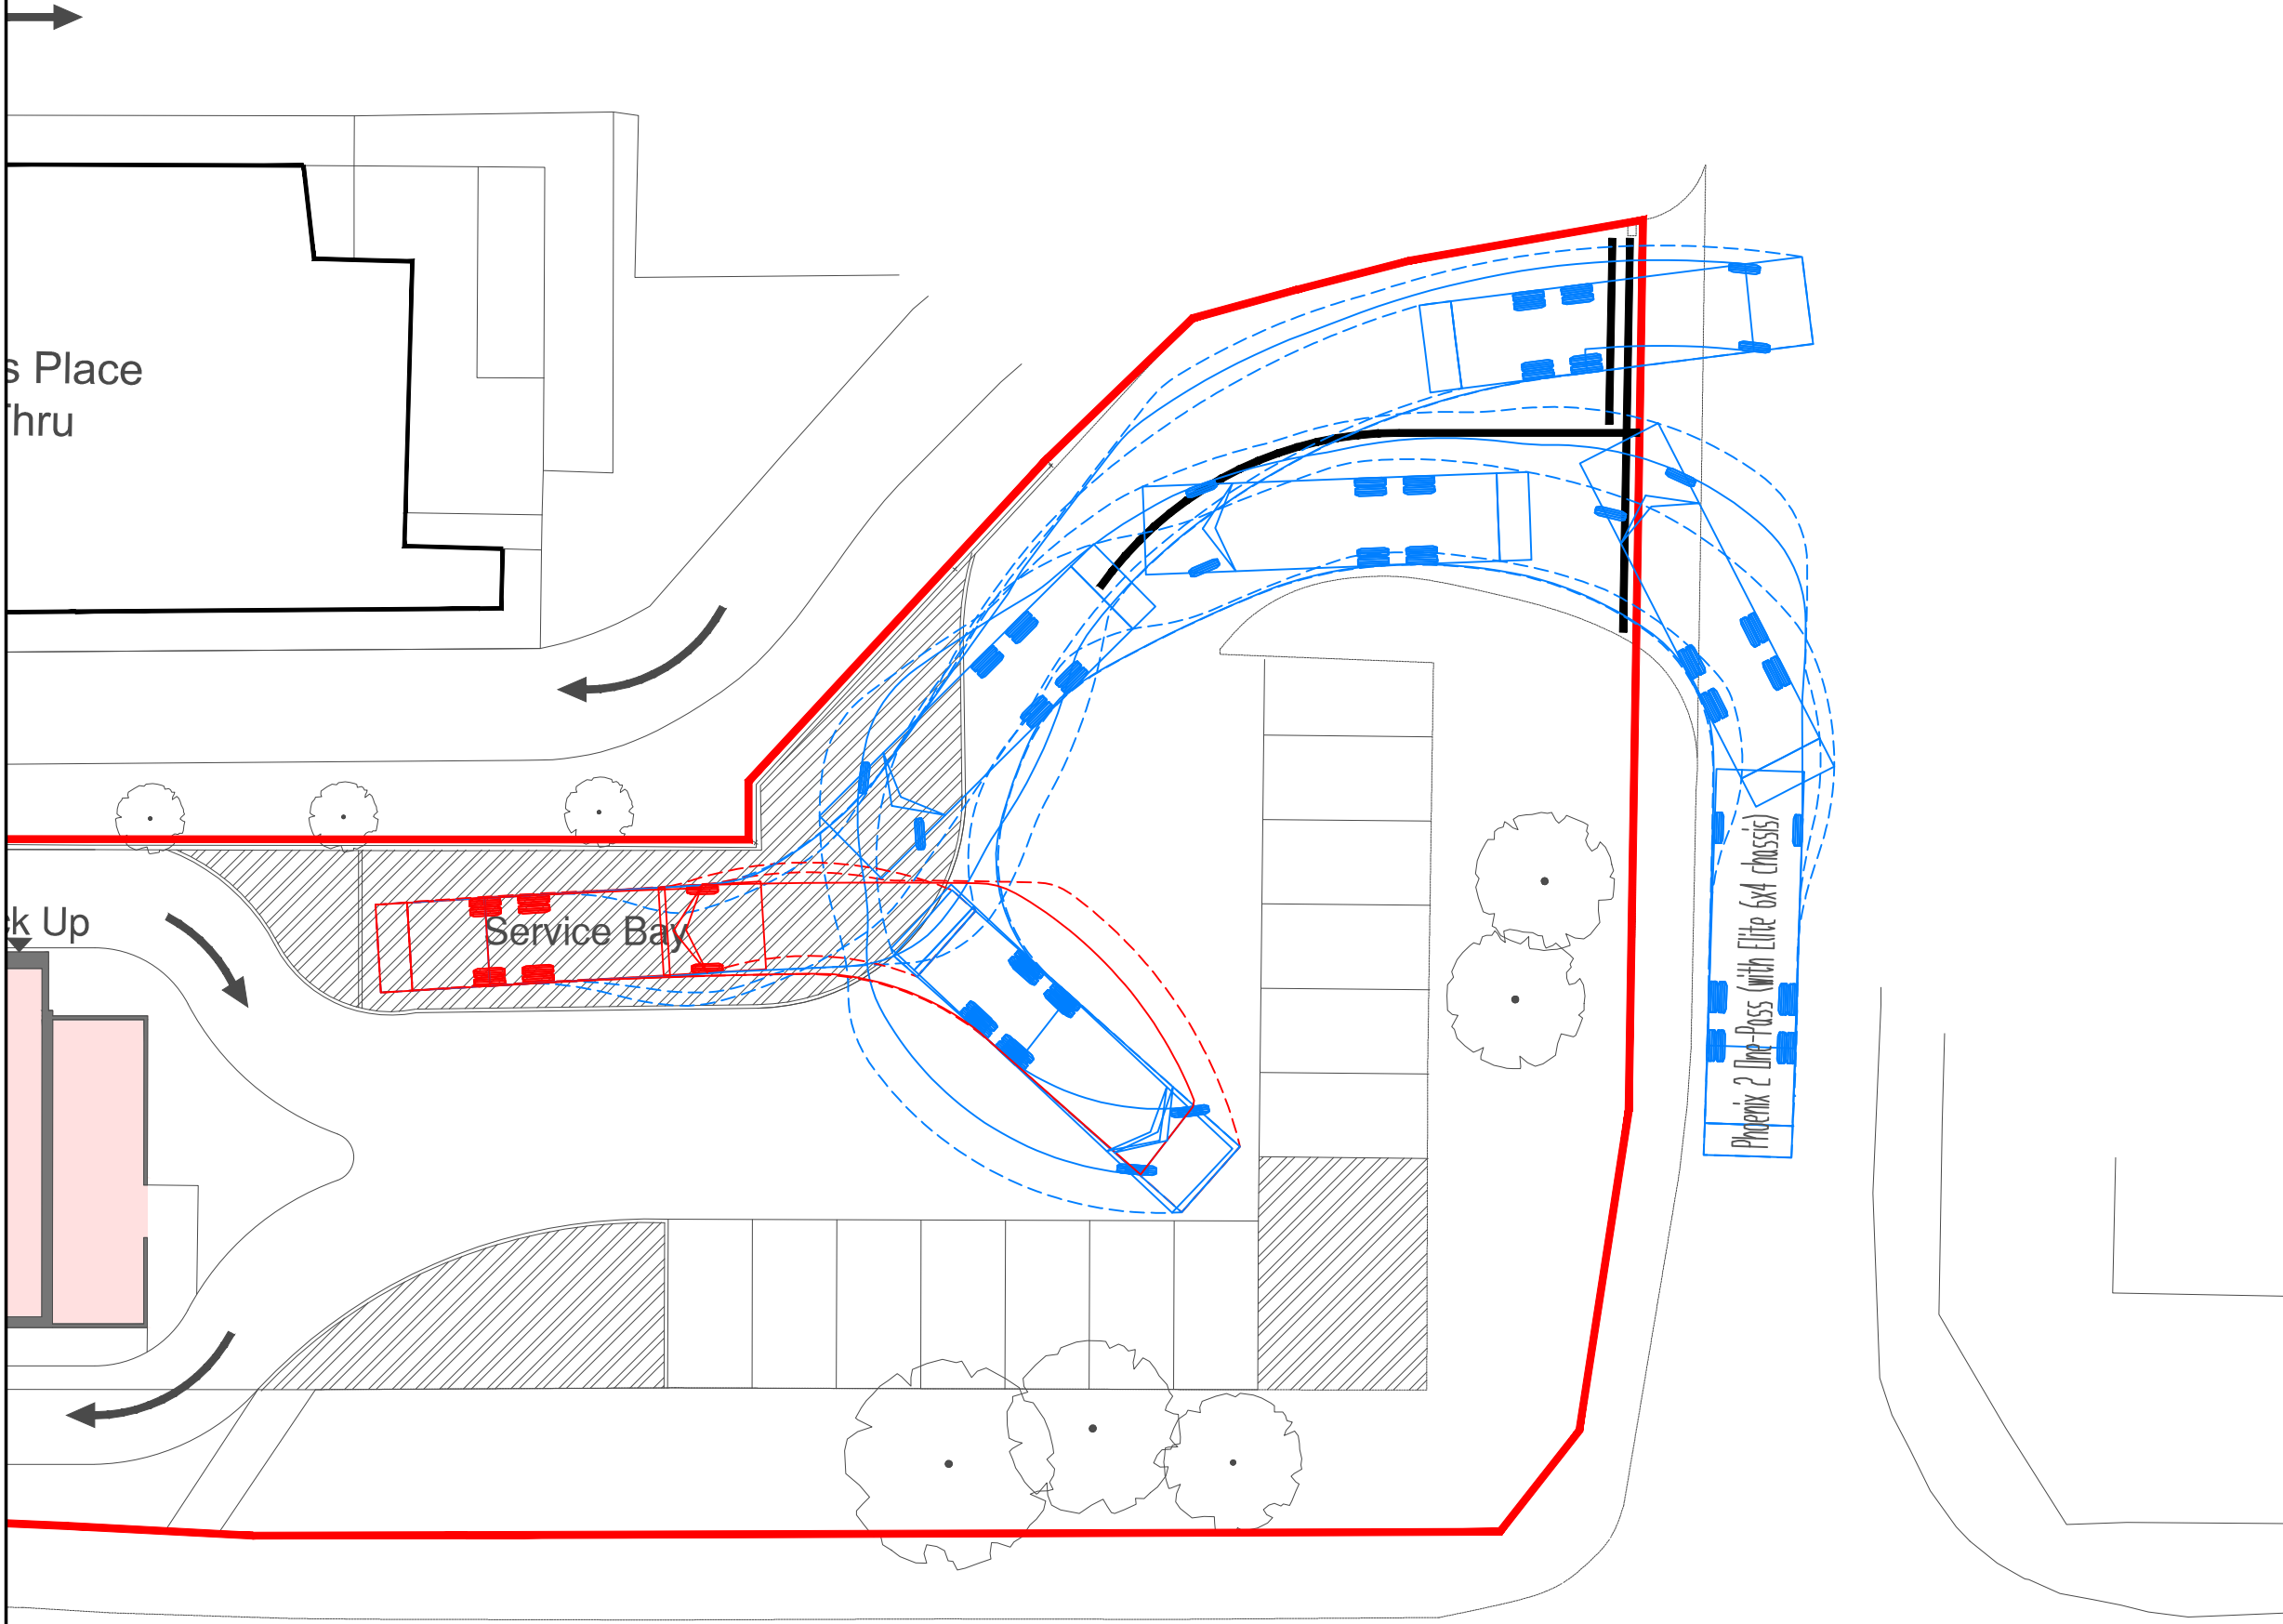 s Place
hru
Service Bay
k Up
Phoenix 2 One-Pass (with Elite 6x4 chassis)